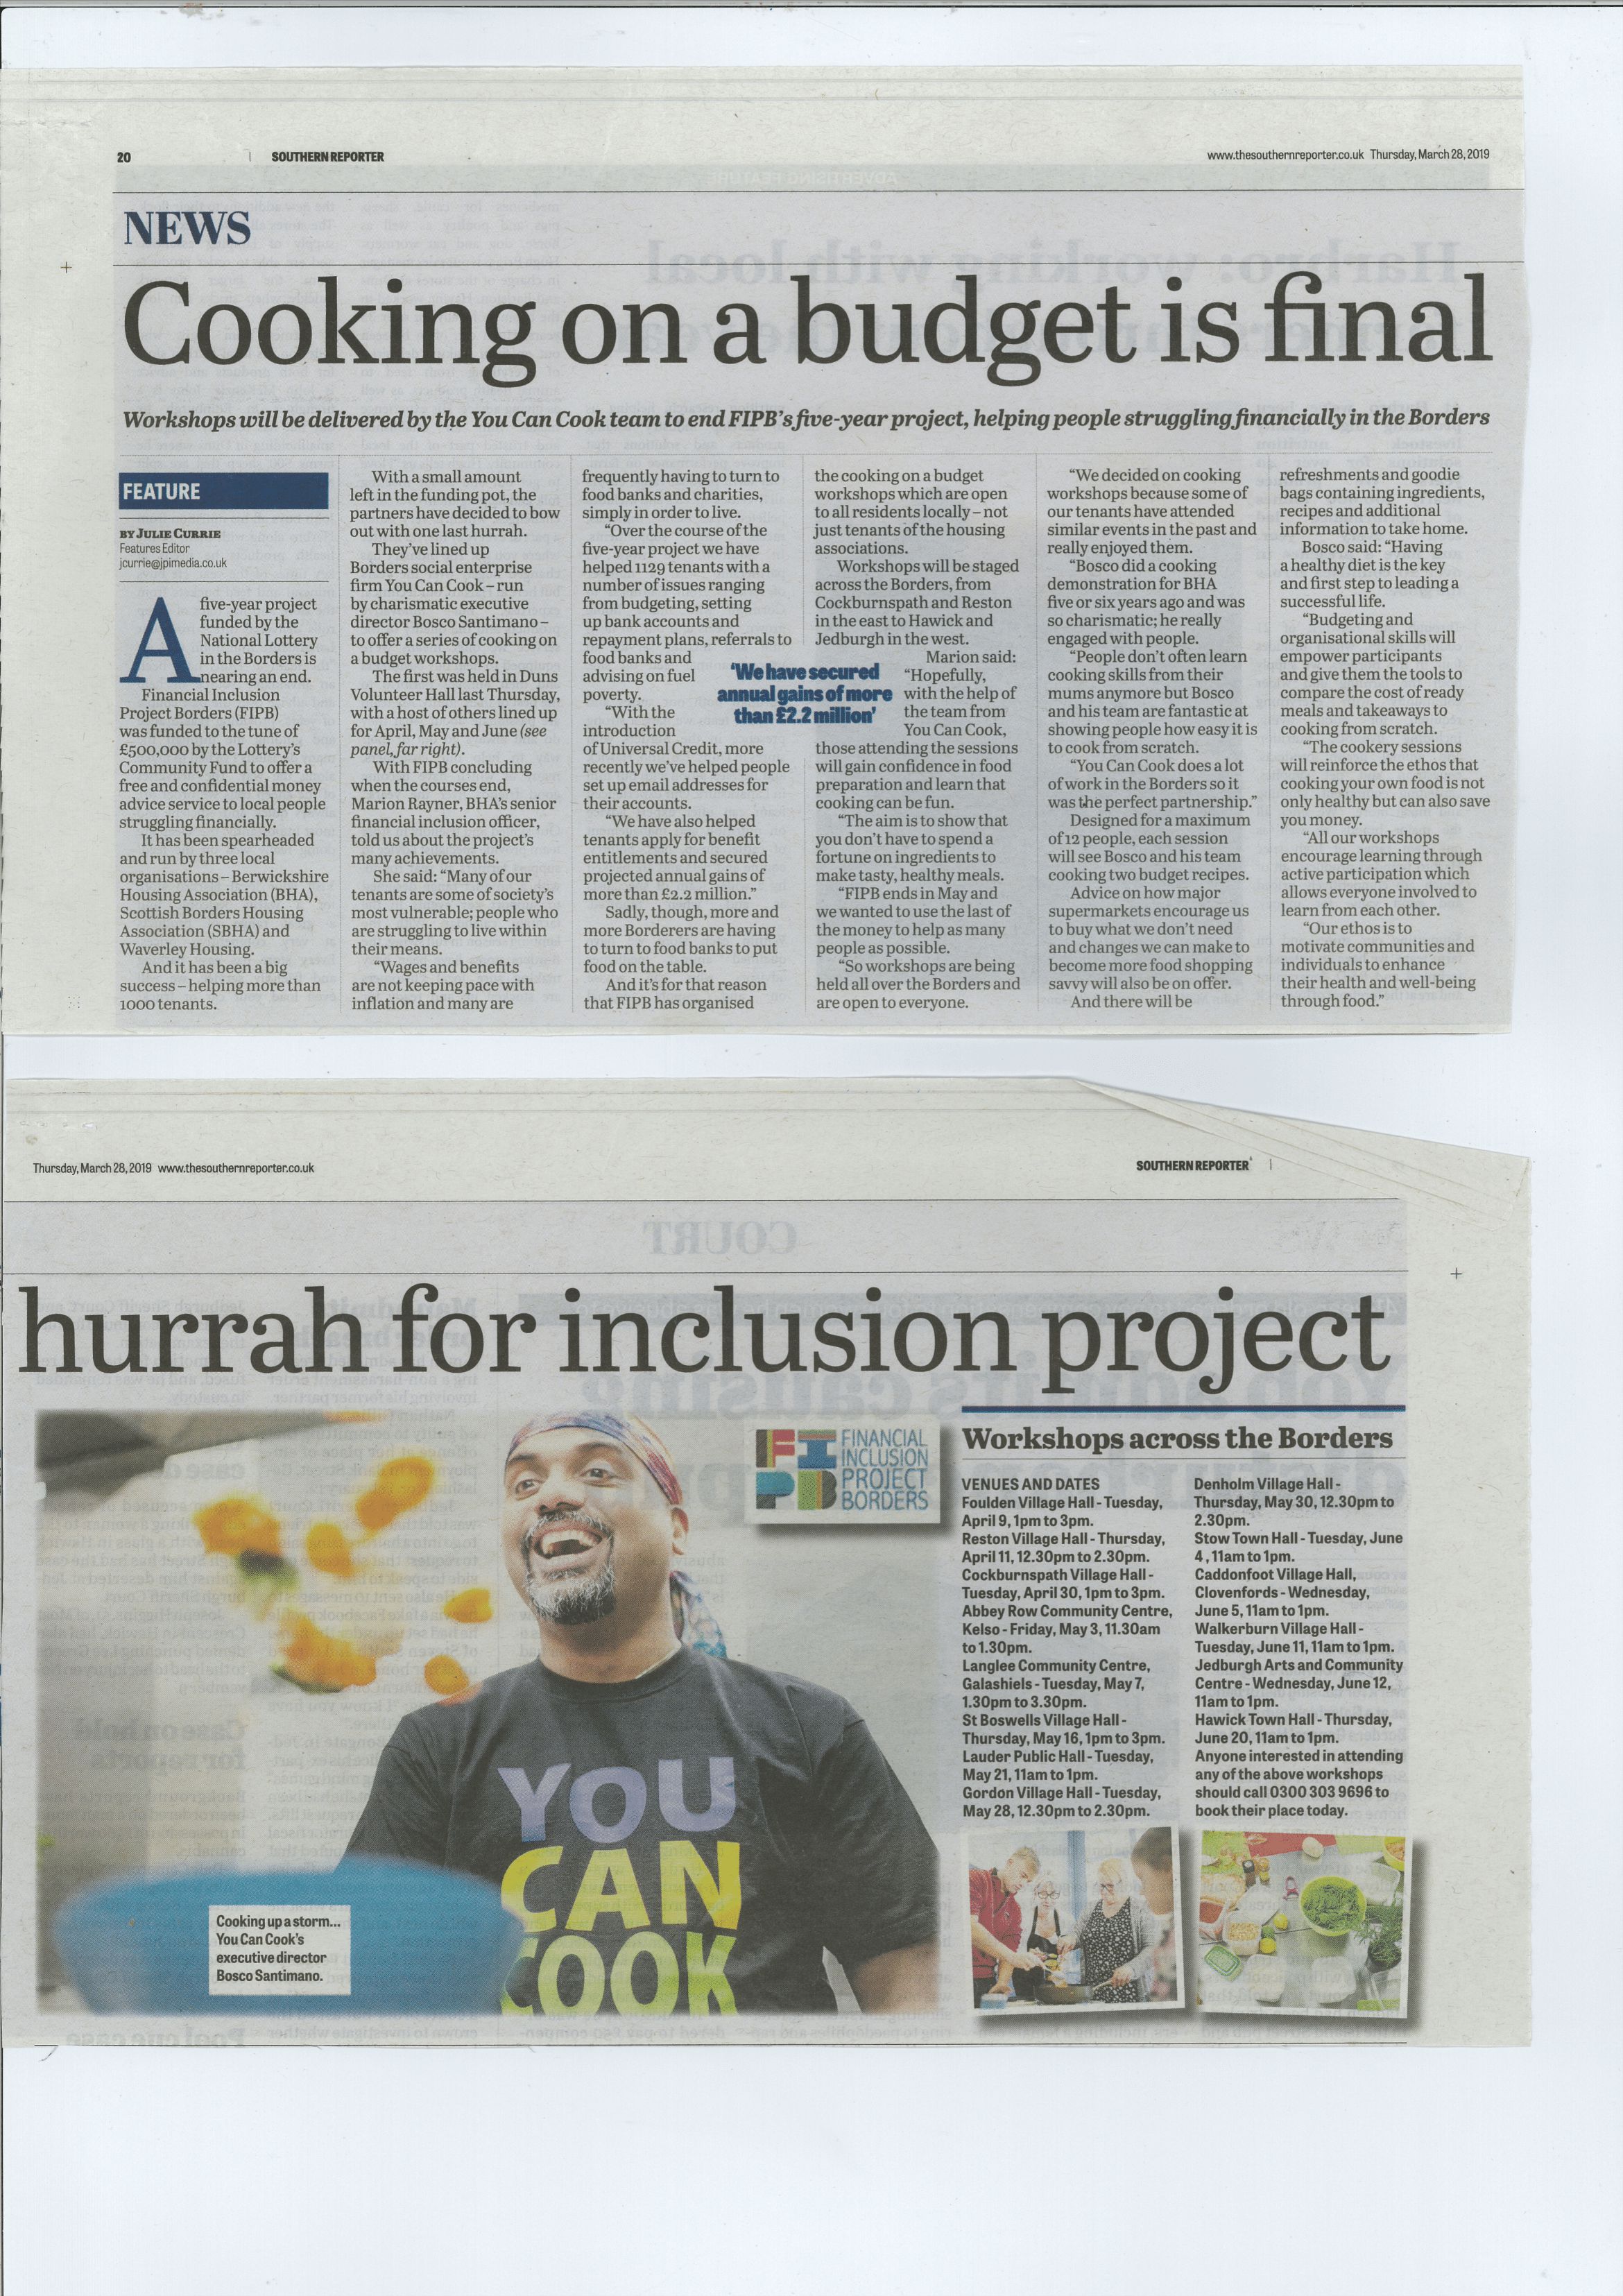 20
SOUTHERN REPORTER
www.thesouthernreporter.co.uk Thursday, March 28, 2019
NEWS
Cooking on a budget is final
Workshops will be delivered by the You Can Cook team to end FIPB's five-year project, helping people struggling financially in the Borders
FEATURE
BY JULIE CURRIE
Features Editor
jcurrie@jpimedia.co.uk
A five-year project
funded by the
National Lottery
in the Borders is
nearing an end.
Financial Inclusion
Project Borders (FIPB)
was funded to the tune of
£500,000 by the Lottery's
Community Fund to offer a
free and confidential money
advice service to local people
struggling financially.
It has been spearheaded
and run by three local
organisations – Berwickshire
Housing Association (BHA),
Scottish Borders Housing
Association (SBHA) and
Waverley Housing.
And it has been a big
success – helping more than
1000 tenants.
With a small amount
left in the funding pot, the
partners have decided to bow
out with one last hurrah.
They've lined up
Borders social enterprise
firm You Can Cook – run
by charismatic executive
director Bosco Santimano –
to offer a series of cooking on
a budget workshops.
The first was held in Duns
Volunteer Hall last Thursday,
with a host of others lined up
for April, May and June (see
panel, far right).
With FIPB concluding
when the courses end,
Marion Rayner, BHA's senior
financial inclusion officer,
told us about the project's
many achievements.
She said: “Many of our
tenants are some of society's
most vulnerable; people who
are struggling to live within
their means.
“Wages and benefits
are not keeping pace with
inflation and many are
frequently having to turn to
food banks and charities,
simply in order to live.
“Over the course of the
five-year project we have
helped 1129 tenants with a
number of issues ranging
from budgeting, setting
up bank accounts and
repayment plans, referrals to
food banks and
advising on fuel
poverty.
“With the
introduction
of Universal Credit, more
recently we've helped people
set up email addresses for
their accounts.
“We have also helped
tenants apply for benefit
entitlements and secured
projected annual gains of
more than £2.2 million.”
Sadly, though, more and
more Borderers are having
to turn to food banks to put
food on the table.
And it's for that reason
that FIPB has organised
‘We have secured
annual gains of more
than £2.2 million’
the cooking on a budget
workshops which are open
to all residents locally – not
just tenants of the housing
associations.
Workshops will be staged
across the Borders, from
Cockburnspath and Reston
in the east to Hawick and
Jedburgh in the west.
Marion said:
“Hopefully,
with the help of
the team from
You Can Cook,
those attending the sessions
will gain confidence in food
preparation and learn that
cooking can be fun.
“The aim is to show that
you don't have to spend a
fortune on ingredients to
make tasty, healthy meals.
“FIPB ends in May and
we wanted to use the last of
the money to help as many
people as possible.
“So workshops are being
held all over the Borders and
are open to everyone.
“We decided on cooking
workshops because some of
our tenants have attended
similar events in the past and
really enjoyed them.
“Bosco did a cooking
demonstration for BHA
five or six years ago and was
so charismatic; he really
engaged with people.
“People don't often learn
cooking skills from their
mums anymore but Bosco
and his team are fantastic at
showing people how easy it is
to cook from scratch.
“You Can Cook does a lot
of work in the Borders so it
was the perfect partnership.”
Designed for a maximum
of 12 people, each session
will see Bosco and his team
cooking two budget recipes.
Advice on how major
supermarkets encourage us
to buy what we don't need
and changes we can make to
become more food shopping
savvy will also be on offer.
And there will be
refreshments and goodie
bags containing ingredients,
recipes and additional
information to take home.
Bosco said: “Having
a healthy diet is the key
and first step to leading a
successful life.
“Budgeting and
organisational skills will
empower participants
and give them the tools to
compare the cost of ready
meals and takeaways to
cooking from scratch.
“The cookery sessions
will reinforce the ethos that
cooking your own food is not
only healthy but can also save
you money.
“All our workshops
encourage learning through
active participation which
allows everyone involved to
learn from each other.
“Our ethos is to
motivate communities and
individuals to enhance
their health and well-being
through food.”
Thursday, March 28, 2019 www.thesouthernreporter.co.uk
SOUTHERN REPORTER
hurrah for inclusion project
FIPB
FINANCIAL
INCLUSION
PROJECT
BORDERS
YOU
CAN
COOK
Cooking up a storm...
You Can Cook's
executive director
Bosco Santimano.
Workshops across the Borders
VENUES AND DATES
Foulden Village Hall - Tuesday,
April 9, 1pm to 3pm.
Reston Village Hall - Thursday,
April 11, 12.30pm to 2.30pm.
Cockburnspath Village Hall -
Tuesday, April 30, 1pm to 3pm.
Abbey Row Community Centre,
Kelso - Friday, May 3, 11.30am
to 1.30pm.
Langlee Community Centre,
Galashiels - Tuesday, May 7,
1.30pm to 3.30pm.
St Boswells Village Hall -
Thursday, May 16, 1pm to 3pm.
Lauder Public Hall - Tuesday,
May 21, 11am to 1pm.
Gordon Village Hall - Tuesday,
May 28, 12.30pm to 2.30pm.
Denholm Village Hall -
Thursday, May 30, 12.30pm to
2.30pm.
Stow Town Hall - Tuesday, June
4, 11am to 1pm.
Caddonfoot Village Hall,
Clovenfords - Wednesday,
June 5, 11am to 1pm.
Walkerburn Village Hall -
Tuesday, June 11, 11am to 1pm.
Jedburgh Arts and Community
Centre - Wednesday, June 12,
11am to 1pm.
Hawick Town Hall - Thursday,
June 20, 11am to 1pm.
Anyone interested in attending
any of the above workshops
should call 0300 303 9696 to
book their place today.